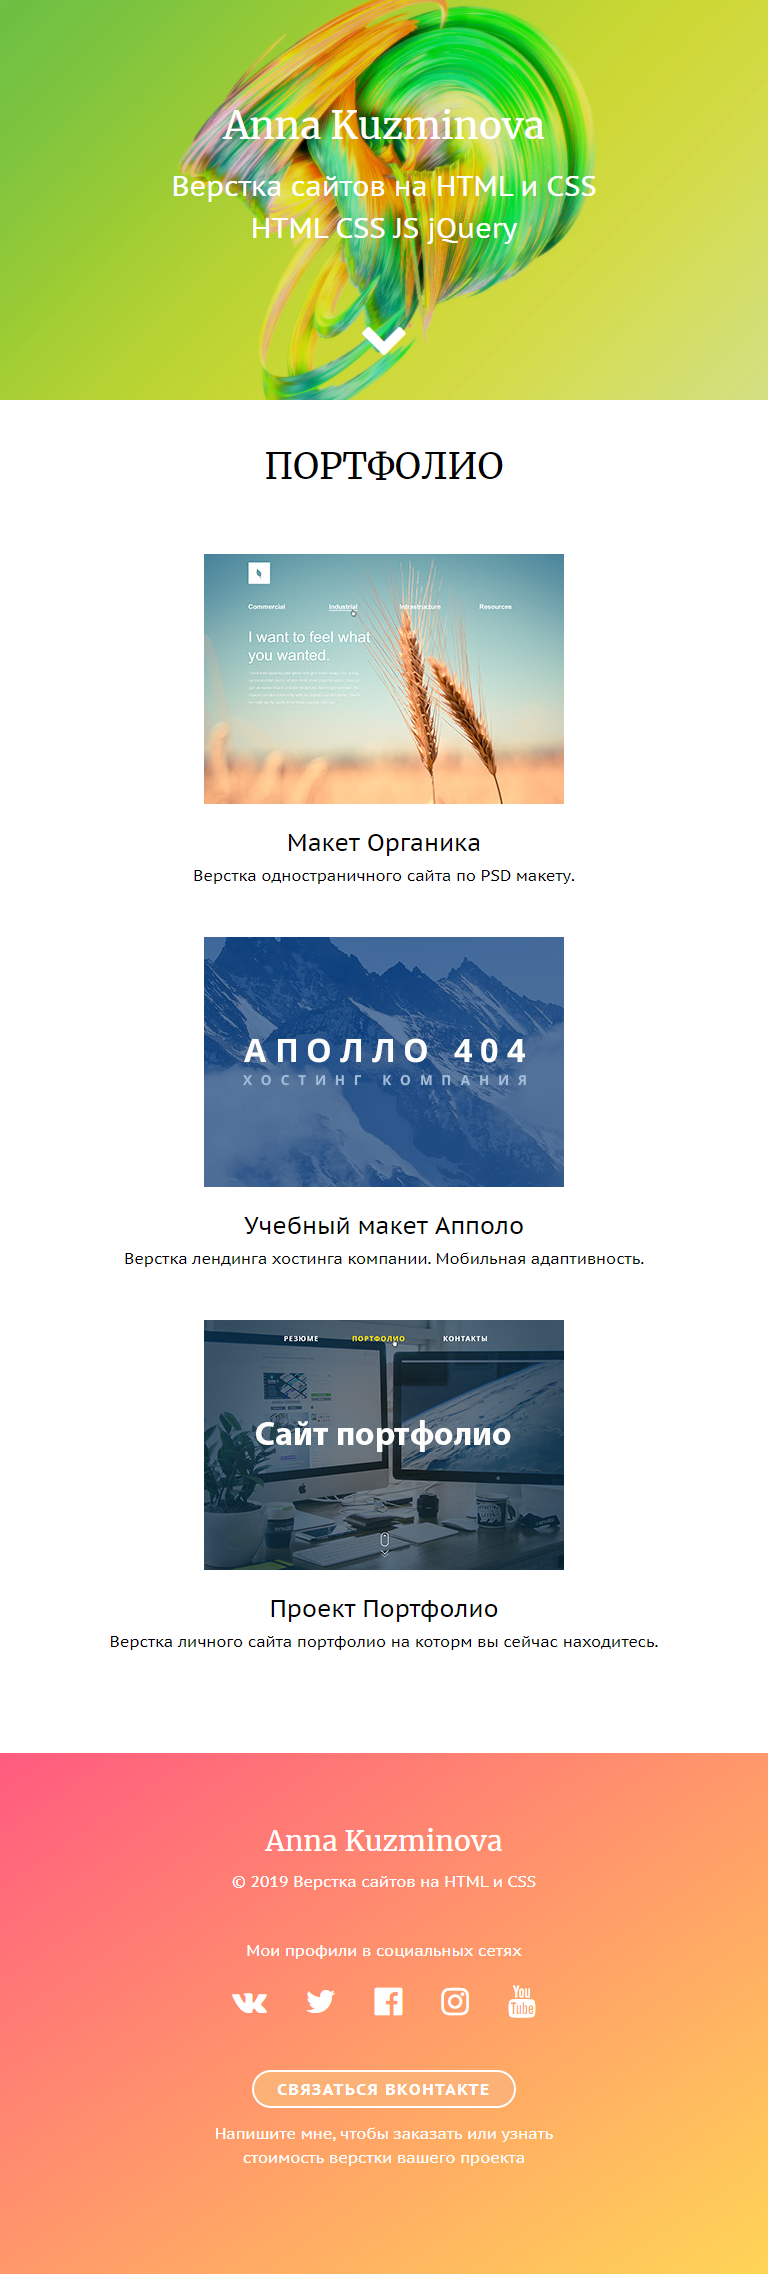 Anna Kuzminova
Верстка сайтов на HTML и CSS
HTML CSS JS jQuery
ПОРТФОЛИО
Commercial Industrial Infrastructure Resources
I want to feel what
you wanted.
Макет Органика
Верстка одностраничного сайта по PSD макету.
АПОЛЛО 404
ХОСТИНГ КОМПАНИЯ
Учебный макет Апполо
Верстка лендинга хостинга компании. Мобильная адаптивность.
РЕЗЮМЕ ПОРТФОЛИО КОНТАКТЫ
Сайт портфолио
Проект Портфолио
Верстка личного сайта портфолио на которм вы сейчас находитесь.
Anna Kuzminova
© 2019 Верстка сайтов на HTML и CSS
Мои профили в социальных сетях
You
Tube
СВЯЗАТЬСЯ ВКОНТАКТЕ
Напишите мне, чтобы заказать или узнать
стоимость верстки вашего проекта